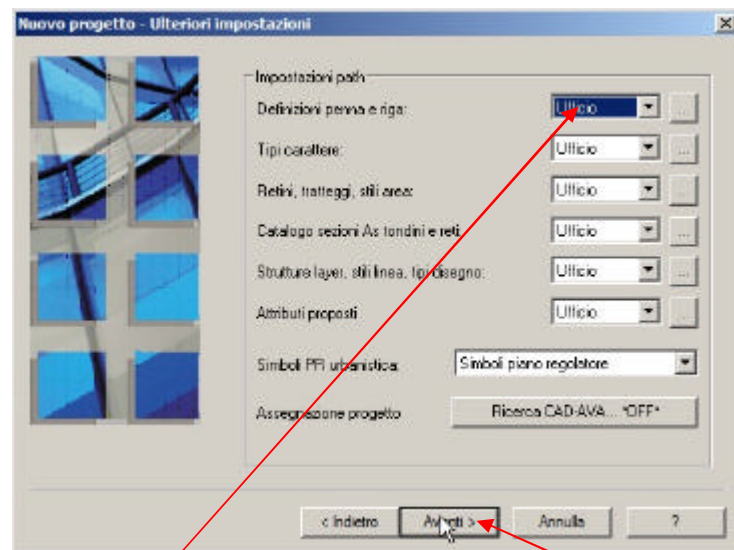 Nuovo progetto - Ulteriori impostazioni
Impostazioni path
Definizioni penna e riga: Ufficio ...
Tipi carattere: Ufficio ...
Retini, tratteggi, stili area: Ufficio ...
Catalogo sezioni As tondini e reti: Ufficio ...
Strutture layer, stili linea, tipi disegno: Ufficio ...
Attributi proposti Ufficio ...
Simboli PR urbanistica: Simboli piano regolatore
Assegnazione progetto Ricerca CAD-AVA... *OFF*
< Indietro Avanti > Annulla ?